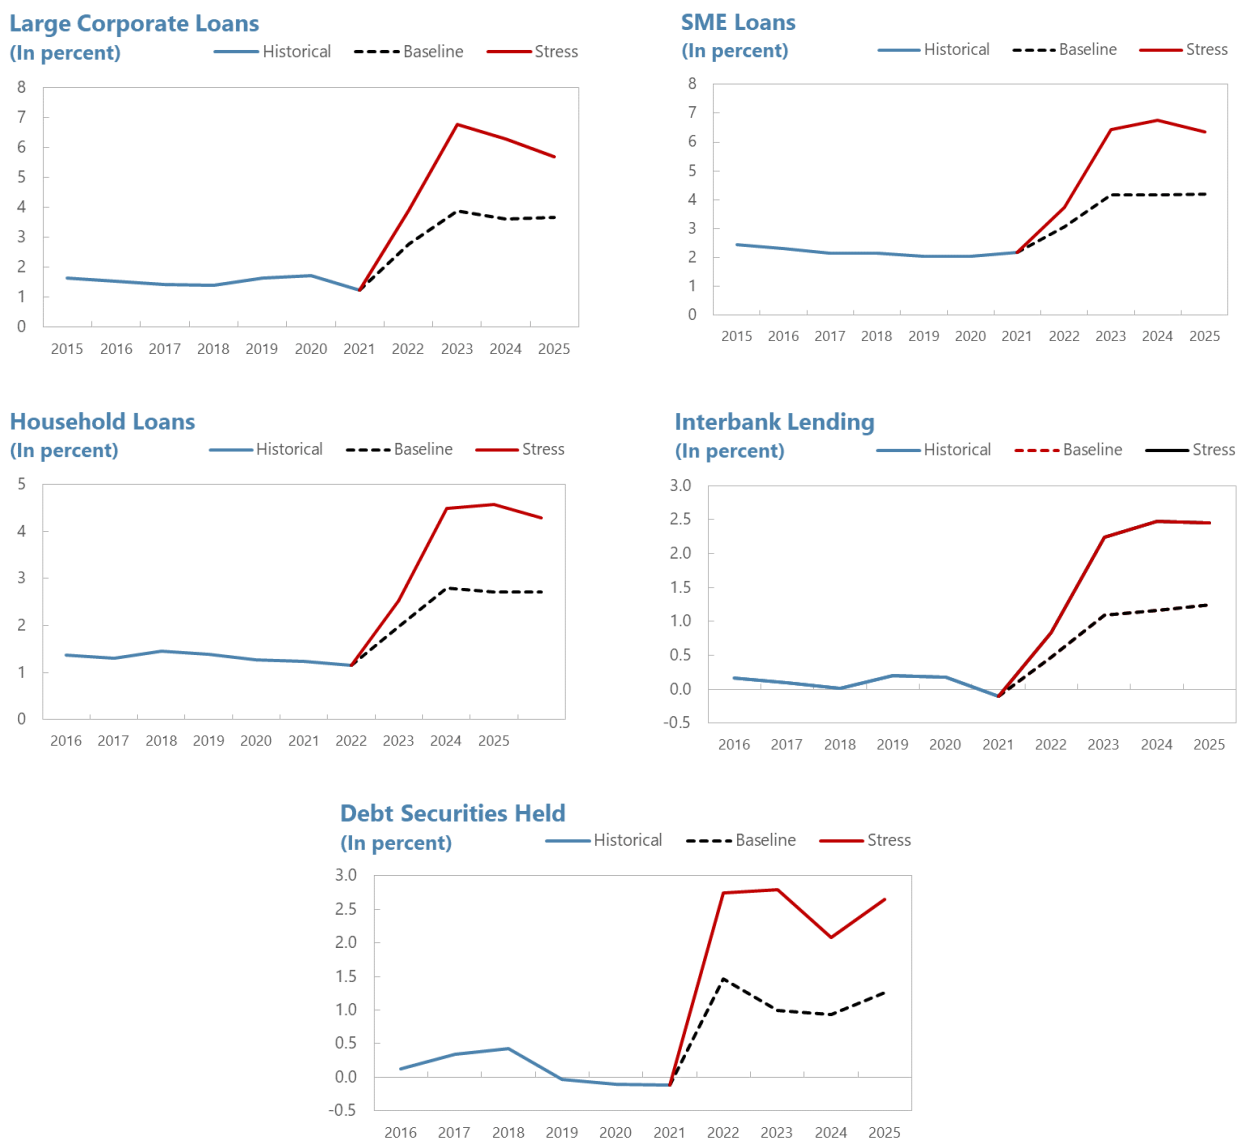 Large Corporate Loans
(In percent)
Historical Baseline Stress
8
7
6
5
4
3
2
1
0
2015 2016 2017 2018 2019 2020 2021 2022 2023 2024 2025
SME Loans
(In percent)
Historical Baseline Stress
8
7
6
5
4
3
2
1
0
2015 2016 2017 2018 2019 2020 2021 2022 2023 2024 2025
Household Loans
(In percent)
Historical Baseline Stress
5
4
3
2
1
0
2016 2017 2018 2019 2020 2021 2022 2023 2024 2025
Interbank Lending
(In percent)
Historical Baseline Stress
3.0
2.5
2.0
1.5
1.0
0.5
0.0
-0.5
2016 2017 2018 2019 2020 2021 2022 2023 2024 2025
Debt Securities Held
(In percent)
Historical Baseline Stress
3.0
2.5
2.0
1.5
1.0
0.5
0.0
-0.5
2016 2017 2018 2019 2020 2021 2022 2023 2024 2025